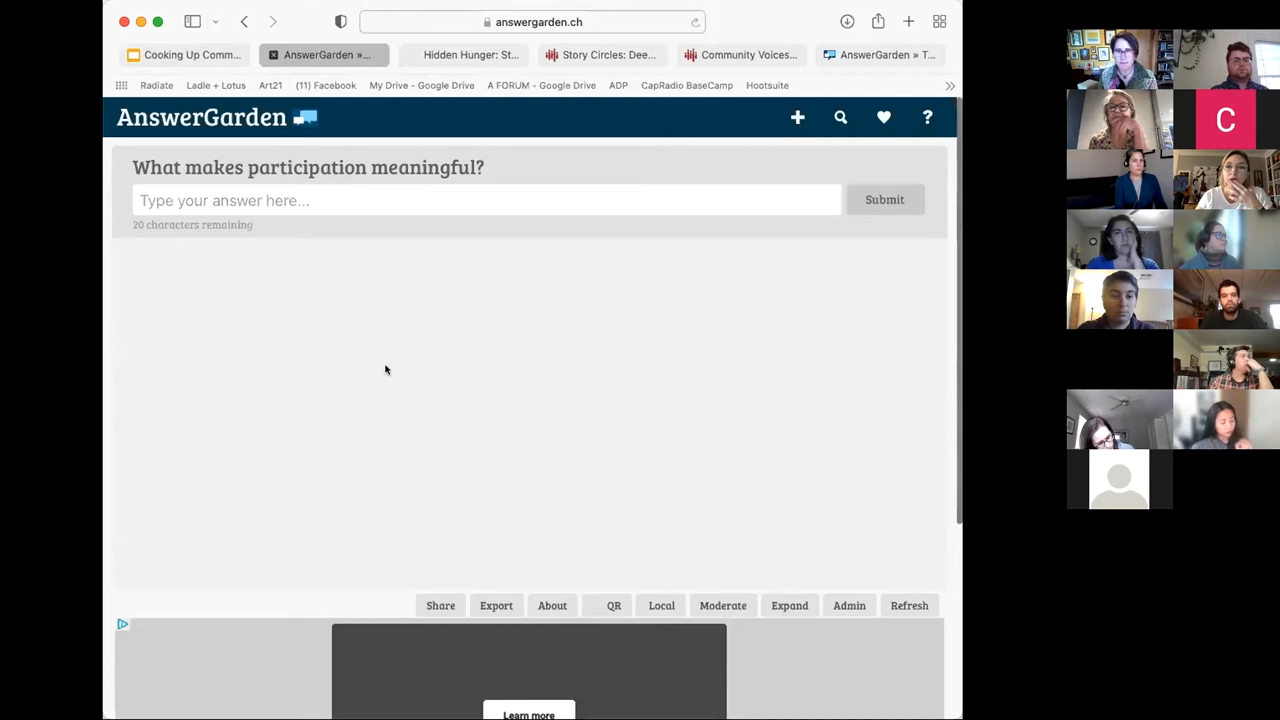 answergarden.ch
Cooking Up Comm...
AnswerGarden »...
Hidden Hunger: St...
Story Circles: Dee...
Community Voices...
AnswerGarden » T...
Radiate
Ladle + Lotus
Art21
(11) Facebook
My Drive - Google Drive
A FORUM - Google Drive
ADP
CapRadio BaseCamp
Hootsuite
AnswerGarden
What makes participation meaningful?
Type your answer here...
Submit
20 characters remaining
Share
Export
About
QR
Local
Moderate
Expand
Admin
Refresh
Learn more
C